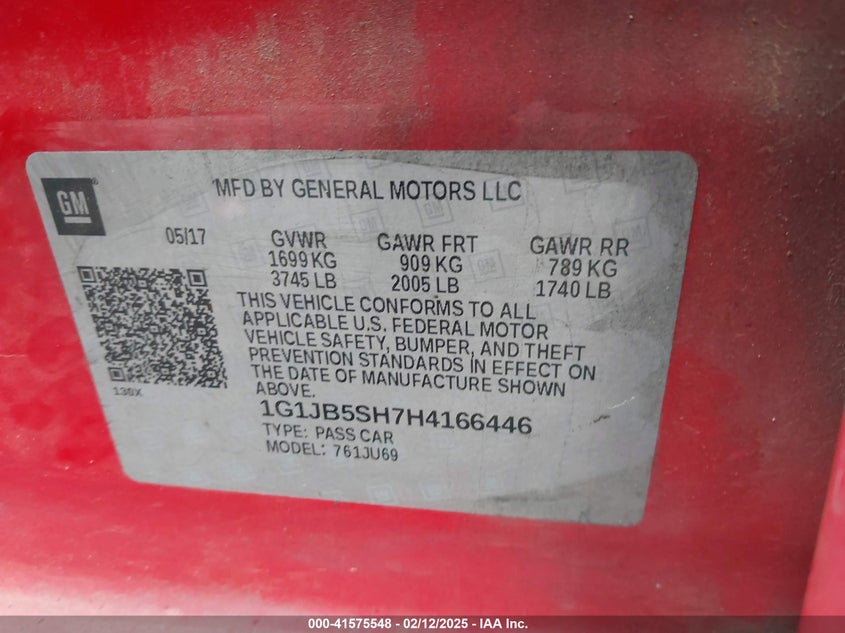 GM
MFD BY GENERAL MOTORS LLC
05/17
GVWR GAWR FRT GAWR RR
1699 KG 909 KG 789 KG
3745 LB 2005 LB 1740 LB
THIS VEHICLE CONFORMS TO ALL
APPLICABLE U.S. FEDERAL MOTOR
VEHICLE SAFETY, BUMPER, AND THEFT
PREVENTION STANDARDS IN EFFECT ON
THE DATE OF MANUFACTURE SHOWN
ABOVE.
138X
1G1JB5SH7H4166446
TYPE: PASS CAR
MODEL: 761JU69
000-41575548 - 02/12/2025 - IAA Inc.